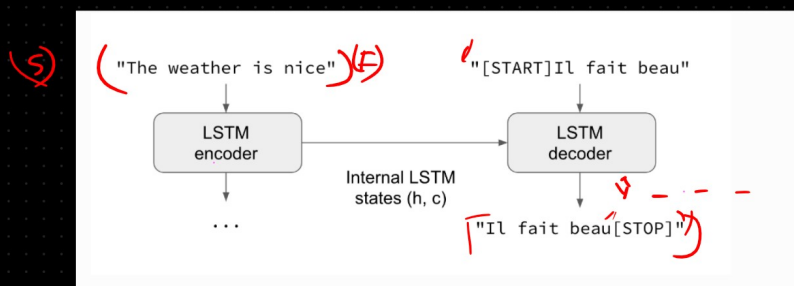 (S)
("The weather is nice")(E)
"[START]Il fait beau"
LSTM
encoder
LSTM
decoder
Internal LSTM
states (h, c)
...
"Il fait beau[STOP]"